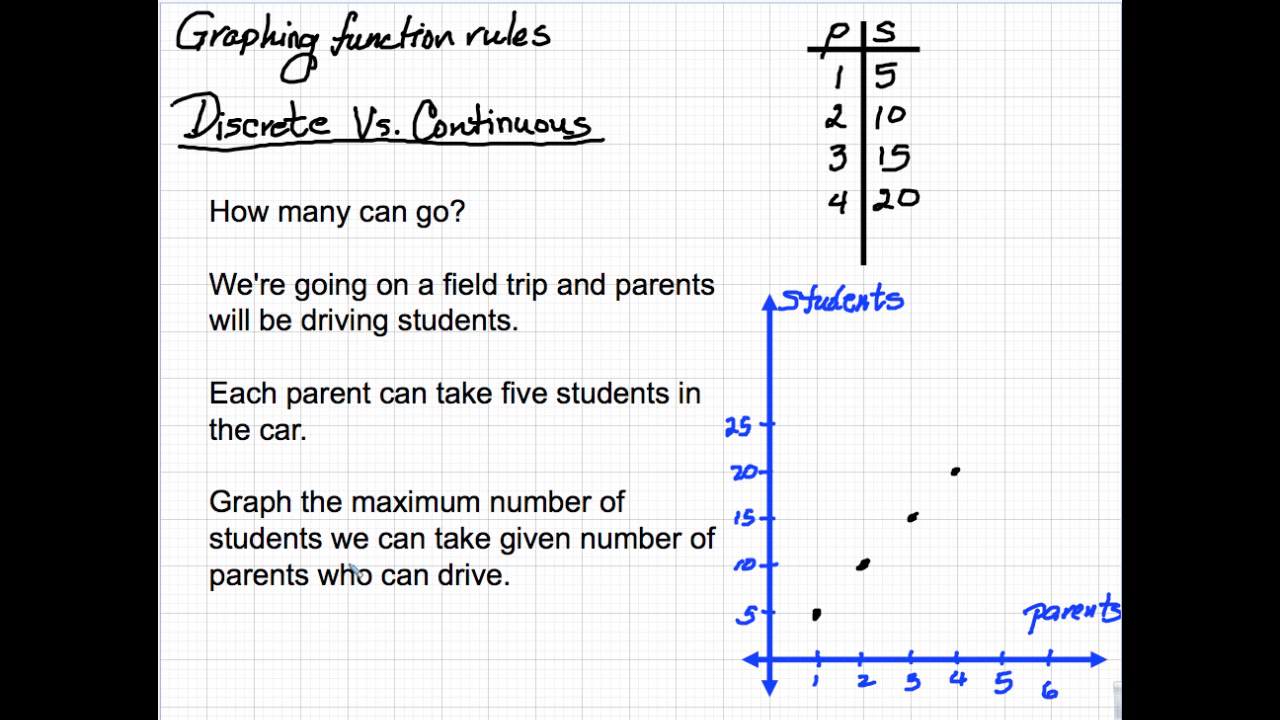 Graphing function rules
Discrete Vs. Continuous
How many can go?
We're going on a field trip and parents
will be driving students.
Each parent can take five students in
the car.
Graph the maximum number of
students we can take given number of
parents who can drive.
P S
1 5
2 10
3 15
4 20
students
25
20
15
10
5
parents
1 2 3 4 5 6